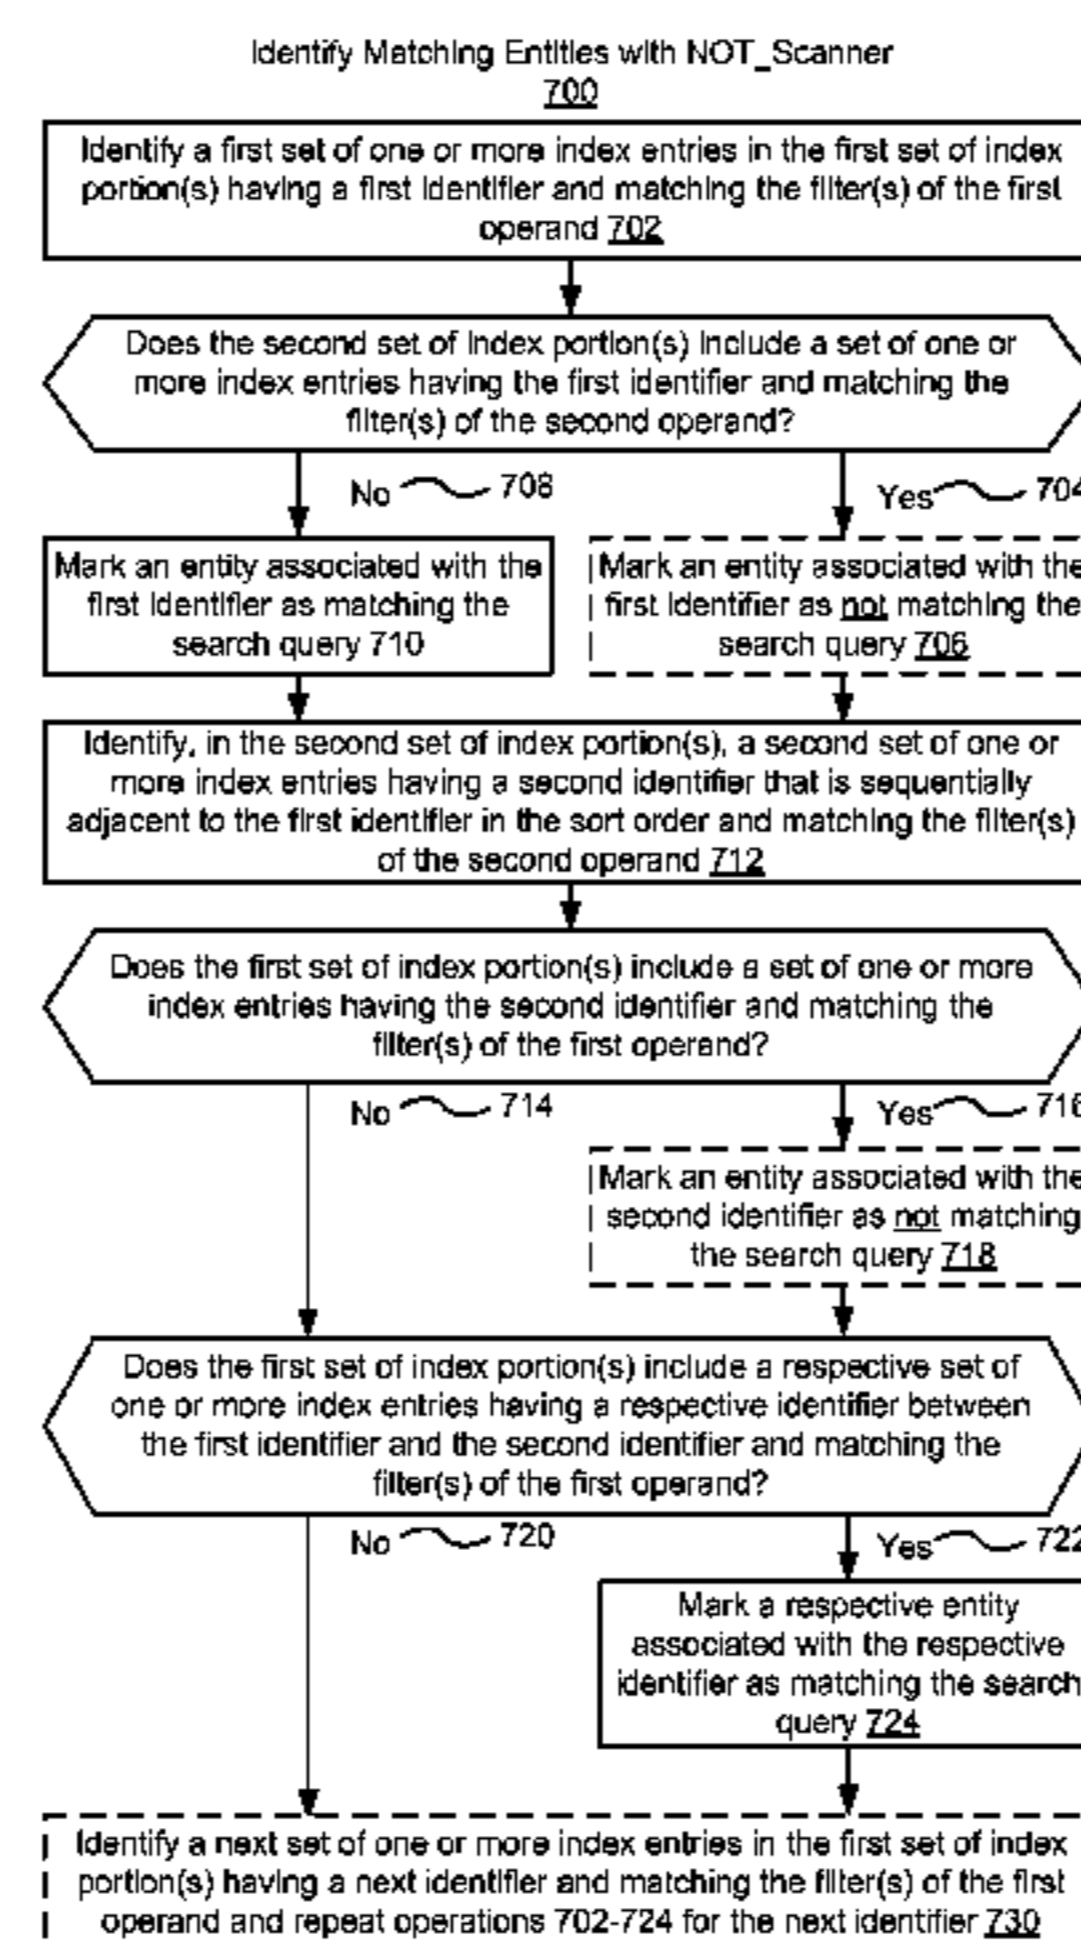 Identify Matching Entities with NOT_Scanner
700
Identify a first set of one or more index entries in the first set of index
portion(s) having a first identifier and matching the filter(s) of the first
operand 702
Does the second set of index portion(s) include a set of one or
more index entries having the first identifier and matching the
filter(s) of the second operand?
No 708
Yes 704
Mark an entity associated with the
first identifier as matching the
search query 710
Mark an entity associated with the
first identifier as not matching the
search query 706
Identify, in the second set of index portion(s), a second set of one or
more index entries having a second identifier that is sequentially
adjacent to the first identifier in the sort order and matching the filter(s)
of the second operand 712
Does the first set of index portion(s) include a set of one or more
index entries having the second identifier and matching the
filter(s) of the first operand?
No 714
Yes 716
Mark an entity associated with the
second identifier as not matching
the search query 718
Does the first set of index portion(s) include a respective set of
one or more index entries having a respective identifier between
the first identifier and the second identifier and matching the
filter(s) of the first operand?
No 720
Yes 722
Mark a respective entity
associated with the respective
identifier as matching the search
query 724
Identify a next set of one or more index entries in the first set of index
portion(s) having a next identifier and matching the filter(s) of the first
operand and repeat operations 702-724 for the next identifier 730